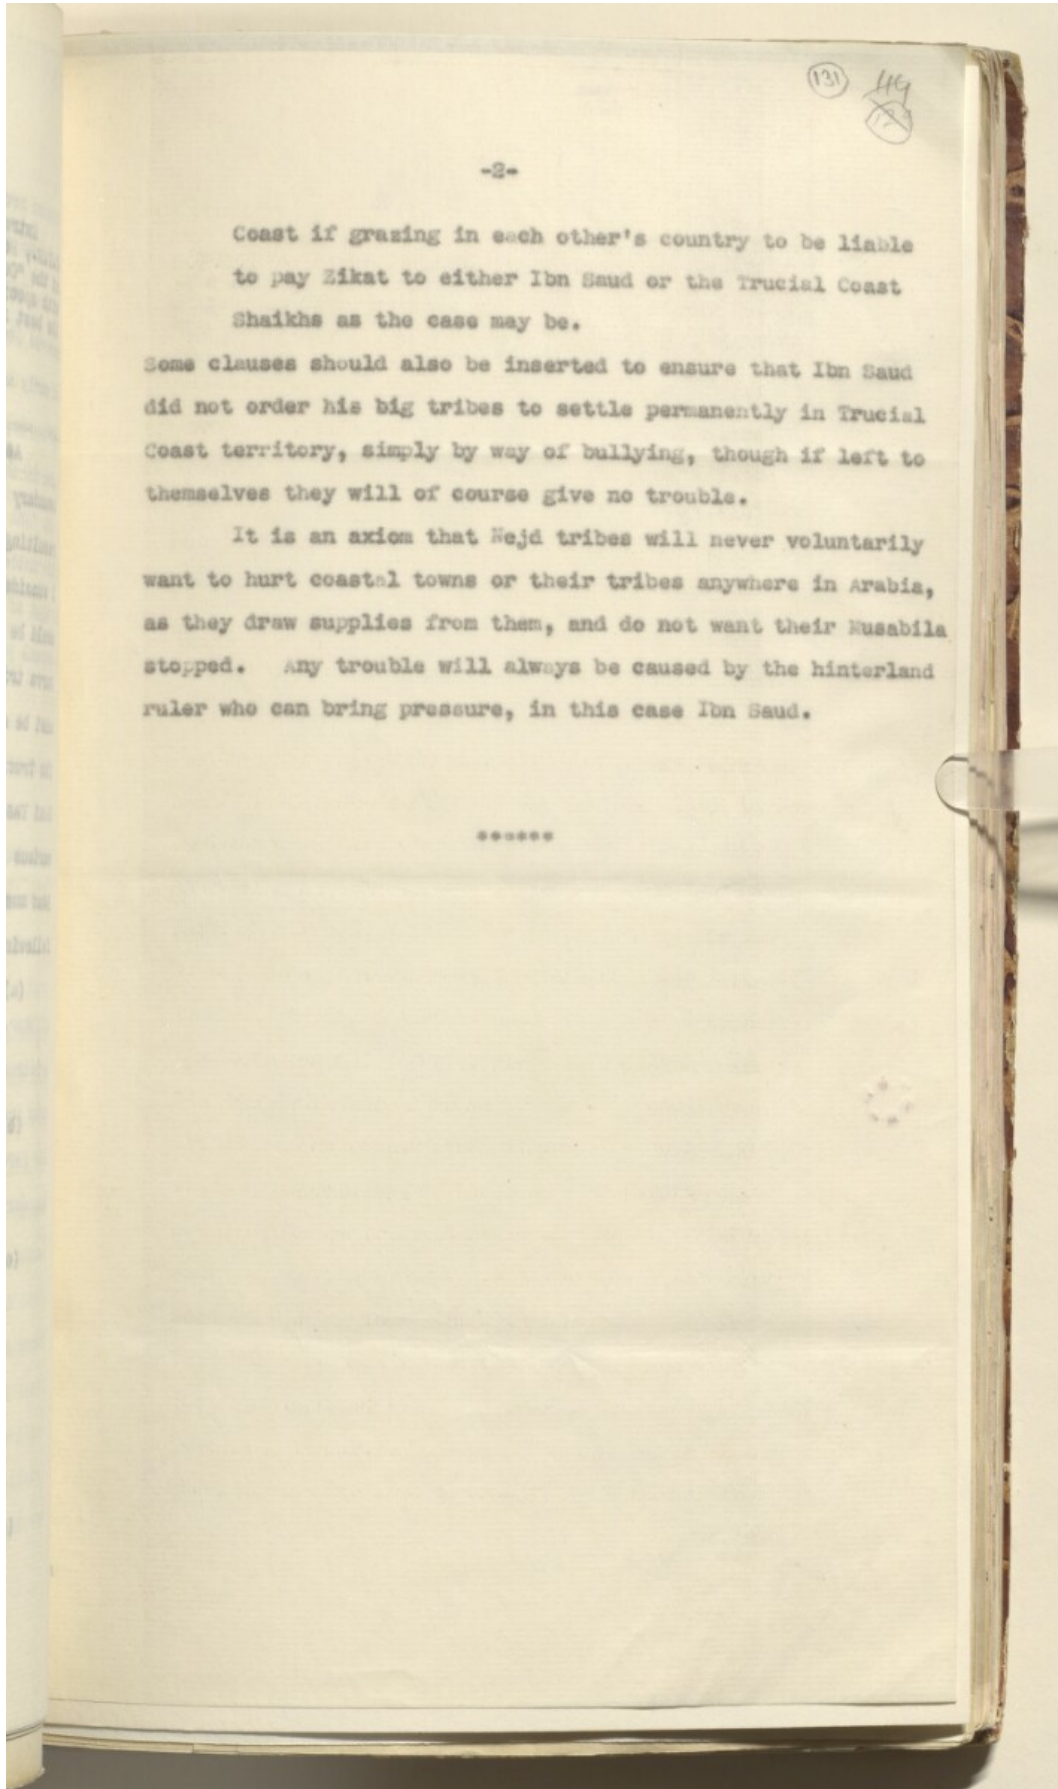 131
119
-2-
Coast if grazing in each other's country to be liable
to pay Zikat to either Ibn Saud or the Trucial Coast
Shaikhs as the case may be.
Some clauses should also be inserted to ensure that Ibn Saud
did not order his big tribes to settle permanently in Trucial
Coast territory, simply by way of bullying, though if left to
themselves they will of course give no trouble.
It is an axiom that Nejd tribes will never voluntarily
want to hurt coastal towns or their tribes anywhere in Arabia,
as they draw supplies from them, and do not want their Musabila
stopped. Any trouble will always be caused by the hinterland
ruler who can bring pressure, in this case Ibn Saud.
******